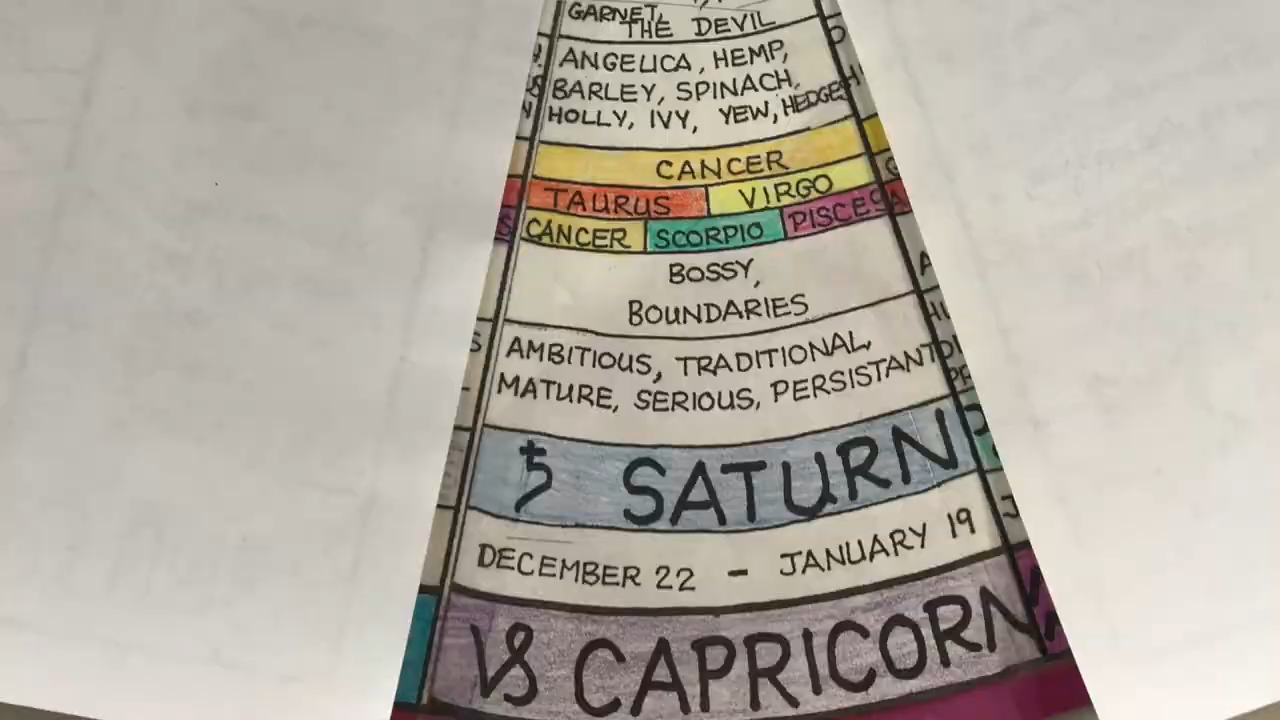 GARNET,
THE DEVIL
ANGELICA, HEMP,
BARLEY, SPINACH,
HOLLY, IVY, YEW, HEDGES
CANCER
TAURUS VIRGO
CANCER SCORPIO PISCES
BOSSY,
BOUNDARIES
AMBITIOUS, TRADITIONAL,
MATURE, SERIOUS, PERSISTANT
♄ SATURN
DECEMBER 22 - JANUARY 19
♑ CAPRICORN